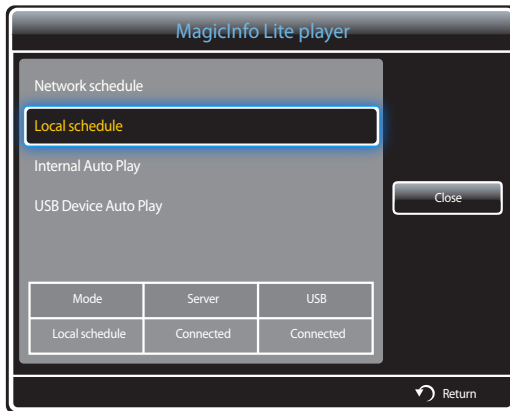 MagicInfo Lite player
Network schedule
Local schedule
Internal Auto Play
USB Device Auto Play
Close
Mode Server USB
Local schedule Connected Connected
Return